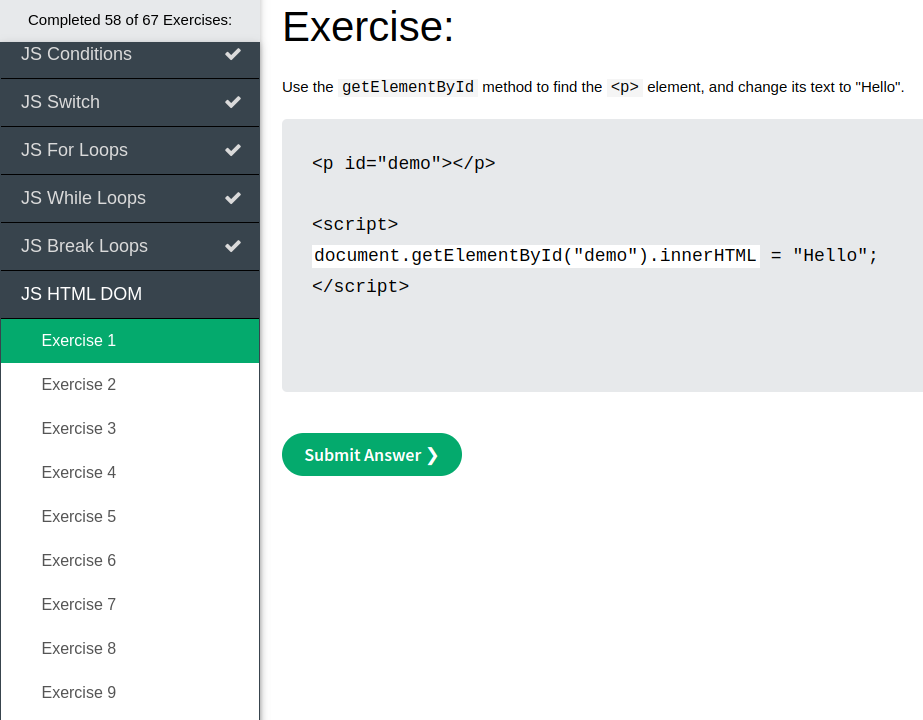 Completed 58 of 67 Exercises:
JS Conditions
JS Switch
JS For Loops
JS While Loops
JS Break Loops
JS HTML DOM
Exercise 1
Exercise 2
Exercise 3
Exercise 4
Exercise 5
Exercise 6
Exercise 7
Exercise 8
Exercise 9
Exercise:
Use the getElementById method to find the <p> element, and change its text to "Hello".
<p id="demo"></p>
<script>
document.getElementById("demo").innerHTML = "Hello";
</script>
Submit Answer ❯